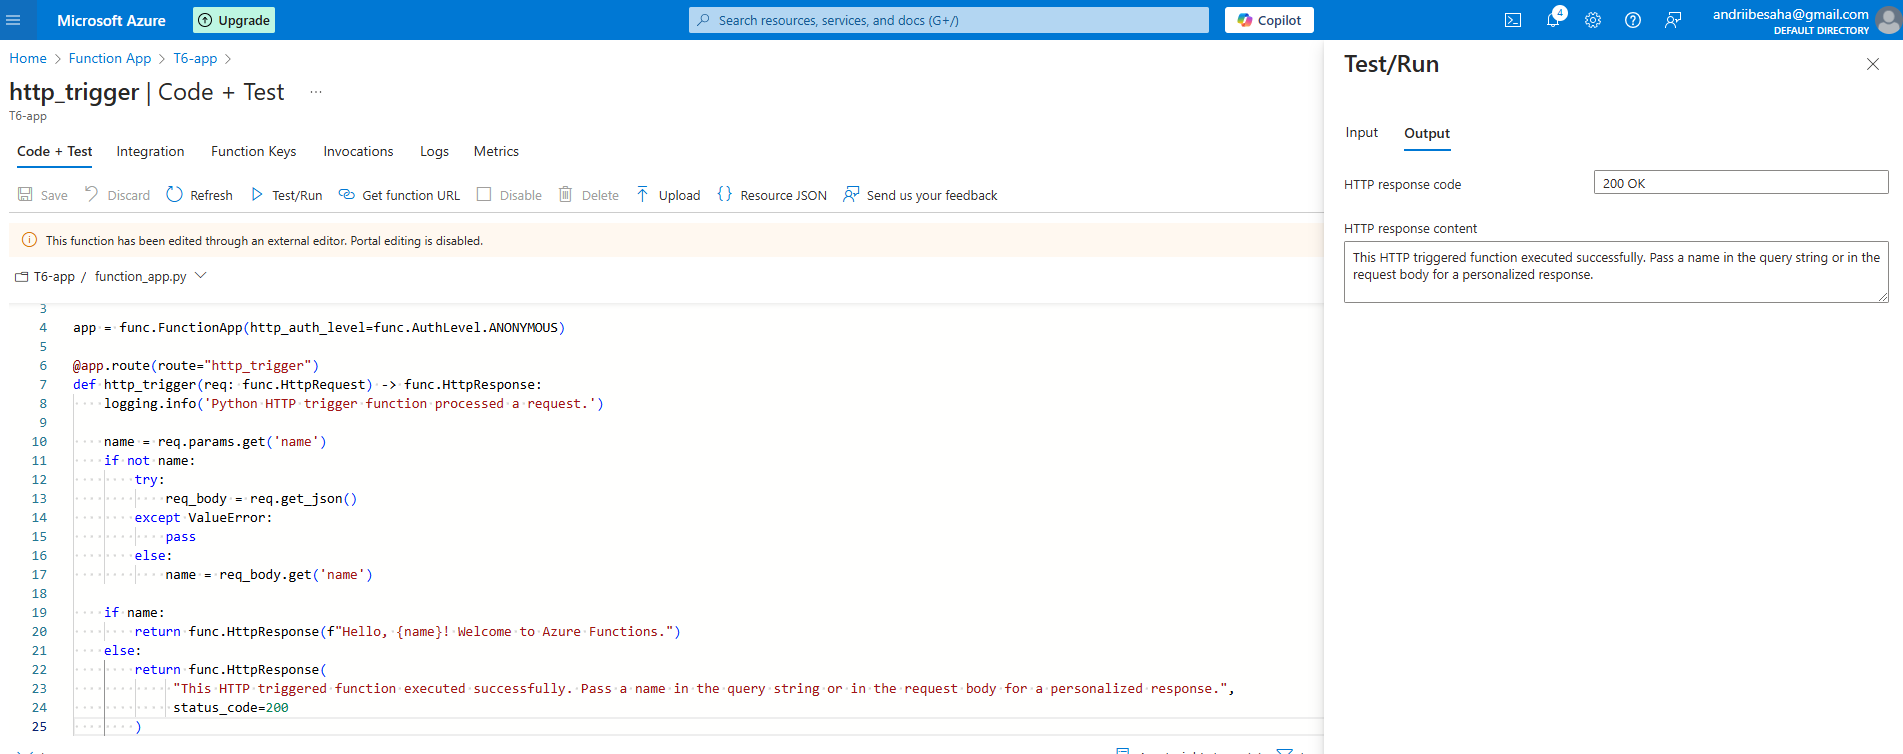 Microsoft Azure
Upgrade
Search resources, services, and docs (G+/)
Copilot
4
andriibesaha@gmail.com
DEFAULT DIRECTORY
Home > Function App > T6-app >
http_trigger | Code + Test ...
T6-app
Code + Test Integration Function Keys Invocations Logs Metrics
Save Discard Refresh Test/Run Get function URL Disable Delete Upload Resource JSON Send us your feedback
This function has been edited through an external editor. Portal editing is disabled.
T6-app / function_app.py
3
4 app = func.FunctionApp(http_auth_level=func.AuthLevel.ANONYMOUS)
5
6 @app.route(route="http_trigger")
7 def http_trigger(req: func.HttpRequest) -> func.HttpResponse:
8 logging.info('Python HTTP trigger function processed a request.')
9
10 name = req.params.get('name')
11 if not name:
12 try:
13 req_body = req.get_json()
14 except ValueError:
15 pass
16 else:
17 name = req_body.get('name')
18
19 if name:
20 return func.HttpResponse(f"Hello, {name}! Welcome to Azure Functions.")
21 else:
22 return func.HttpResponse(
23 "This HTTP triggered function executed successfully. Pass a name in the query string or in the request body for a personalized response.",
24 status_code=200
25 )
Test/Run
Input Output
HTTP response code
200 OK
HTTP response content
This HTTP triggered function executed successfully. Pass a name in the query string or in the
request body for a personalized response.